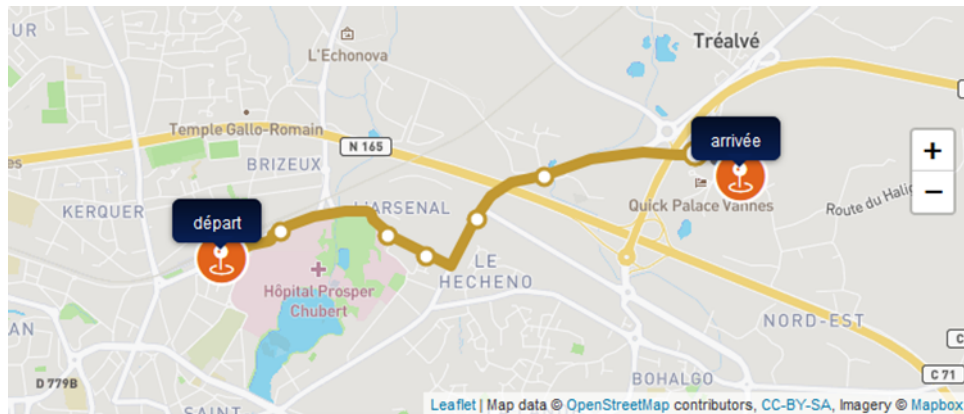 UR
L'Echonova
Tréalvé
Temple Gallo-Romain
N 165
BRIZEUX
es
arrivée
+
−
KERQUER
départ
L'ARSENAL
Quick Palace Vannes
Route du Halic
LE
HECHENO
Hôpital Prosper
Chubert
NORD-EST
AN
C
D 779B
BOHALGO
C 71
SAINT
Leaflet | Map data © OpenStreetMap contributors, CC-BY-SA, Imagery © Mapbox